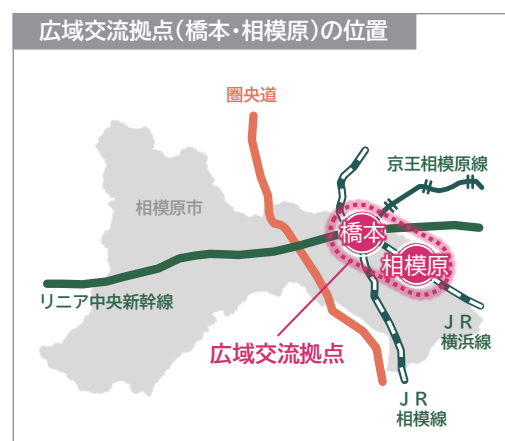 広域交流拠点(橋本・相模原)の位置
圏央道
京王相模原線
相模原市
橋本
相模原
リニア中央新幹線
JR
横浜線
広域交流拠点
JR
相模線